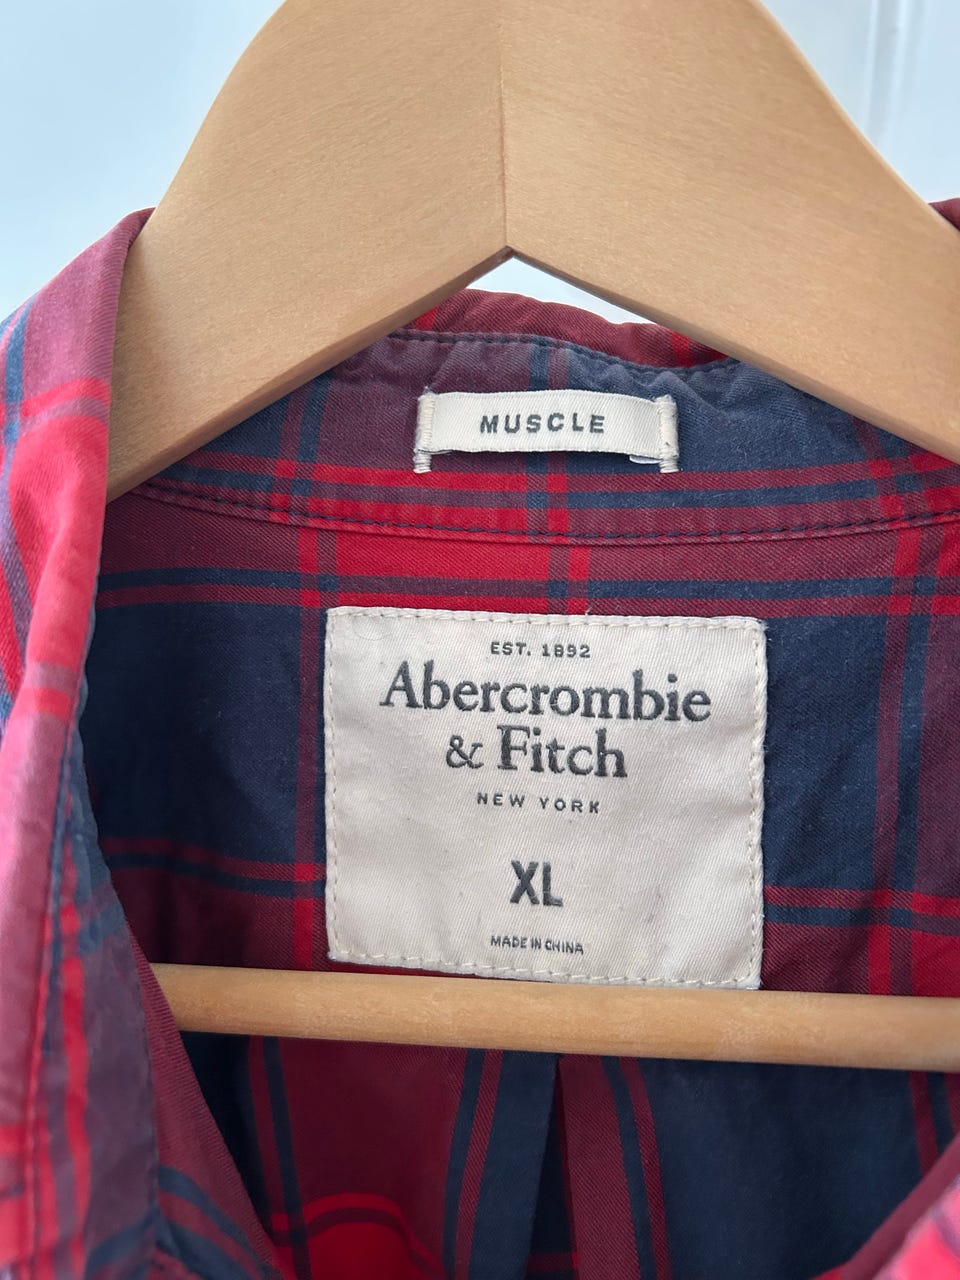 MUSCLE
EST. 1892
Abercrombie
& Fitch
NEW YORK
XL
MADE IN CHINA